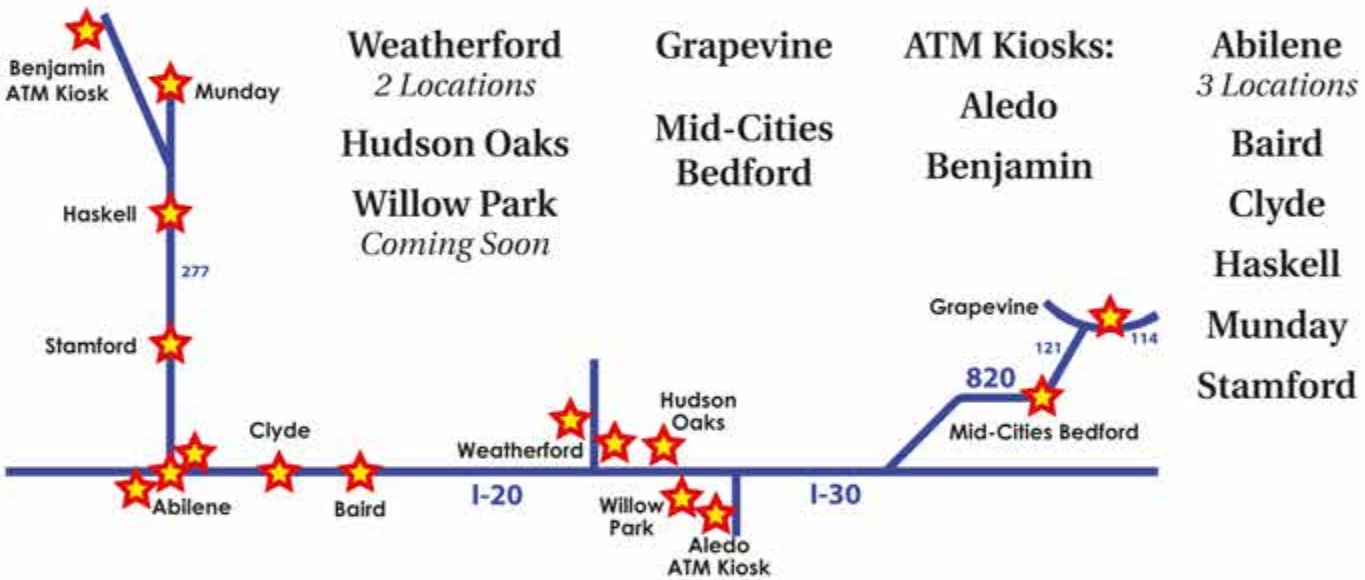 Weatherford
2 Locations
Hudson Oaks
Willow Park
Coming Soon
Grapevine
Mid-Cities
Bedford
ATM Kiosks:
Aledo
Benjamin
Abilene
3 Locations
Baird
Clyde
Haskell
Munday
Stamford
Benjamin
ATM Kiosk
Munday
Haskell
277
Stamford
Clyde
Abilene
Baird
I-20
Weatherford
Hudson
Oaks
Willow
Park
Aledo
ATM Kiosk
I-30
820
Mid-Cities Bedford
121
Grapevine
114